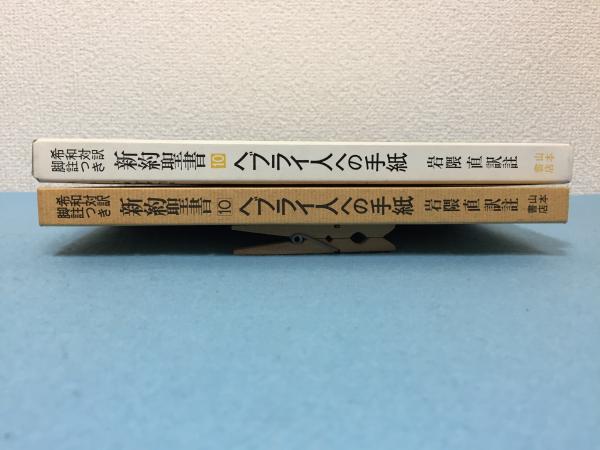 希和対訳
脚註つき
新約聖書 10 ヘブライ人への手紙 岩隈 直 訳註
山本
書店
希和対訳
脚註つき
新約聖書 10 ヘブライ人への手紙 岩隈 直 訳註
山本
書店